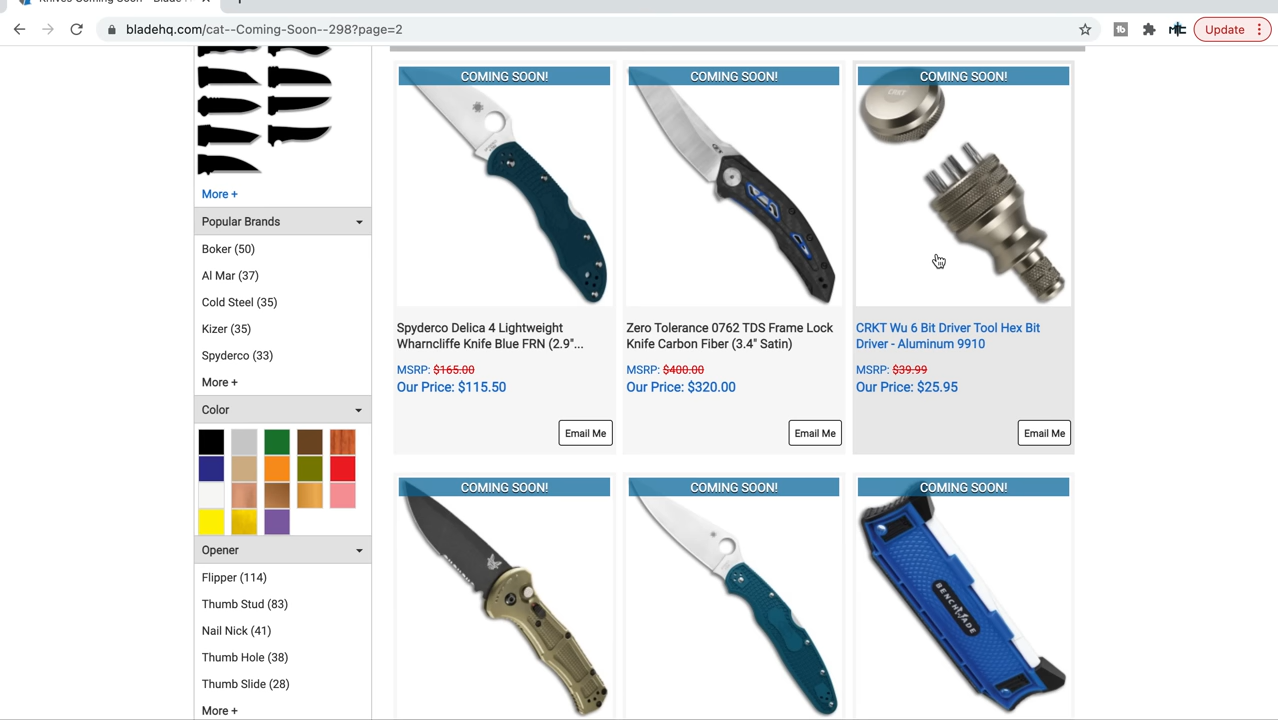 bladehq.com/cat--Coming-Soon--298?page=2
Update
More +
Popular Brands
Boker (50)
Al Mar (37)
Cold Steel (35)
Kizer (35)
Spyderco (33)
More +
Color
Opener
Flipper (114)
Thumb Stud (83)
Nail Nick (41)
Thumb Hole (38)
Thumb Slide (28)
More +
COMING SOON!
Spyderco Delica 4 Lightweight
Wharncliffe Knife Blue FRN (2.9"...
MSRP: $165.00
Our Price: $115.50
Email Me
COMING SOON!
Zero Tolerance 0762 TDS Frame Lock
Knife Carbon Fiber (3.4" Satin)
MSRP: $400.00
Our Price: $320.00
Email Me
COMING SOON!
CRKT
CRKT Wu 6 Bit Driver Tool Hex Bit
Driver - Aluminum 9910
MSRP: $39.99
Our Price: $25.95
Email Me
COMING SOON!
COMING SOON!
COMING SOON!
BENCHMADE